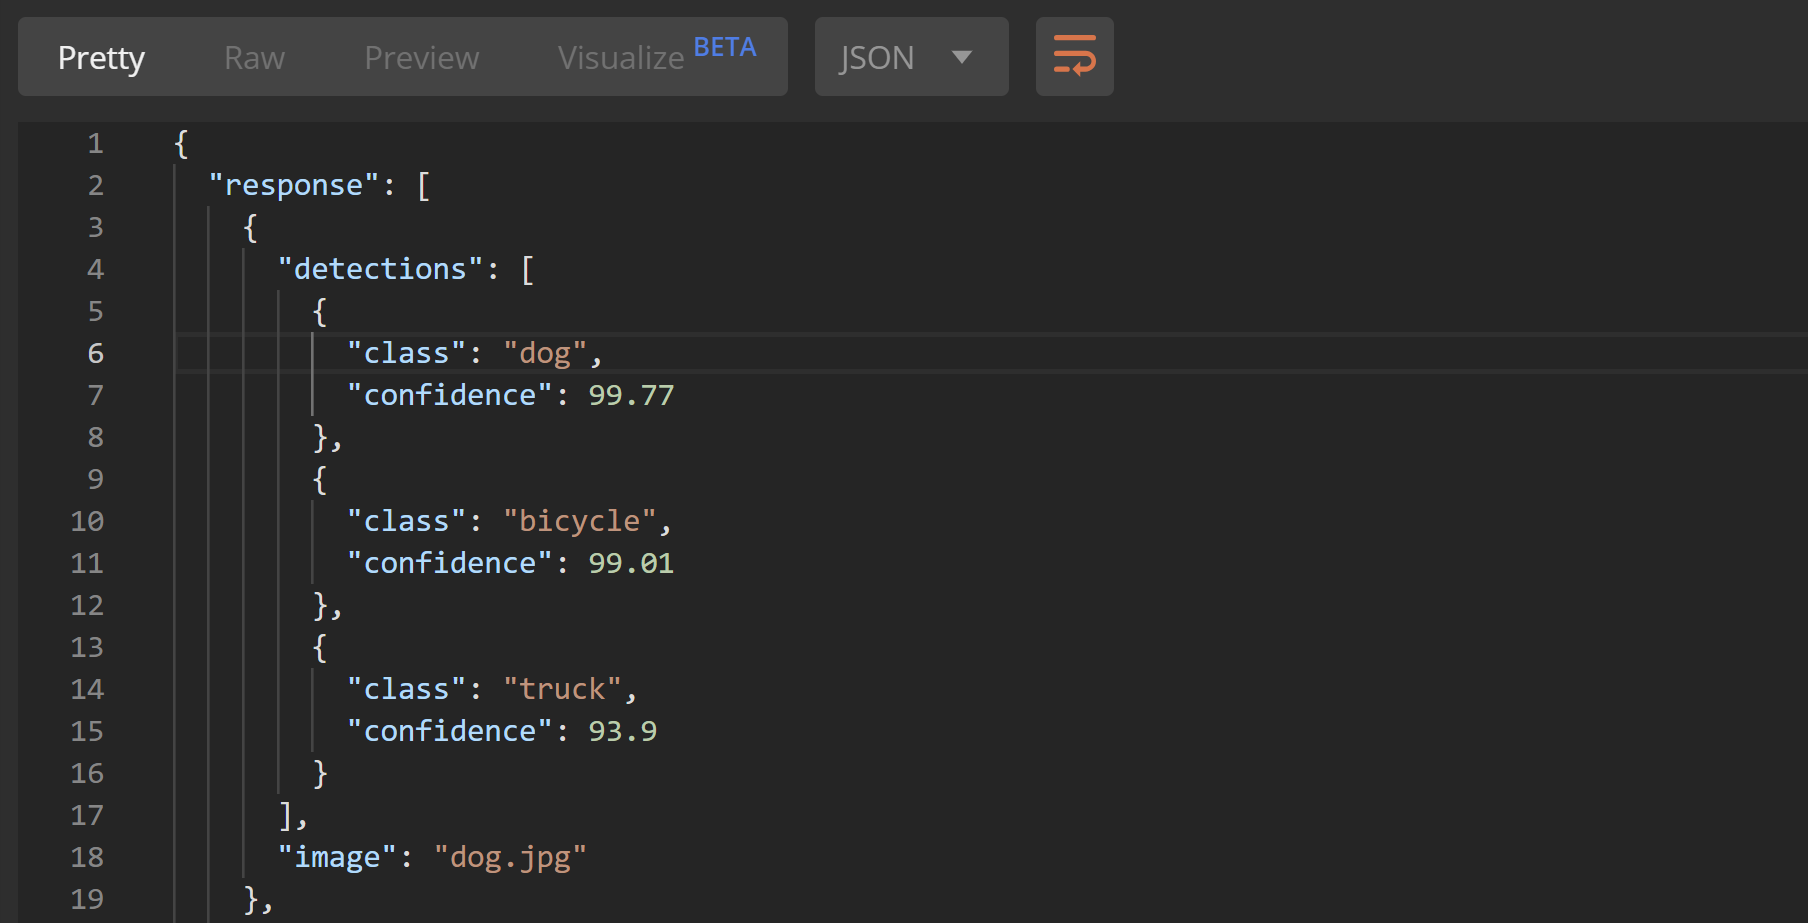 Pretty Raw Preview Visualize BETA JSON
1 {
2 "response": [
3 {
4 "detections": [
5 {
6 "class": "dog",
7 "confidence": 99.77
8 },
9 {
10 "class": "bicycle",
11 "confidence": 99.01
12 },
13 {
14 "class": "truck",
15 "confidence": 93.9
16 }
17 ],
18 "image": "dog.jpg"
19 },